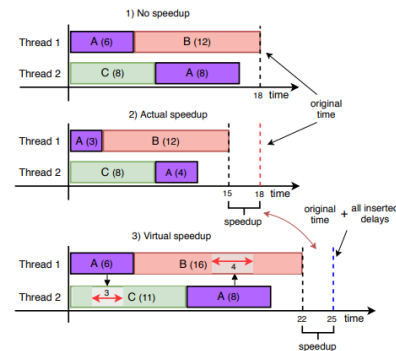 1) No speedup
Thread 1 A (6) B (12)
Thread 2 C (8) A (8)
18 time
original
time
2) Actual speedup
Thread 1 A (3) B (12)
Thread 2 C (8) A (4)
15 18 time
speedup
original + all inserted
time delays
3) Virtual speedup
Thread 1 A (6) B (16) 4
3
Thread 2 C (11) A (8)
22 25 time
speedup